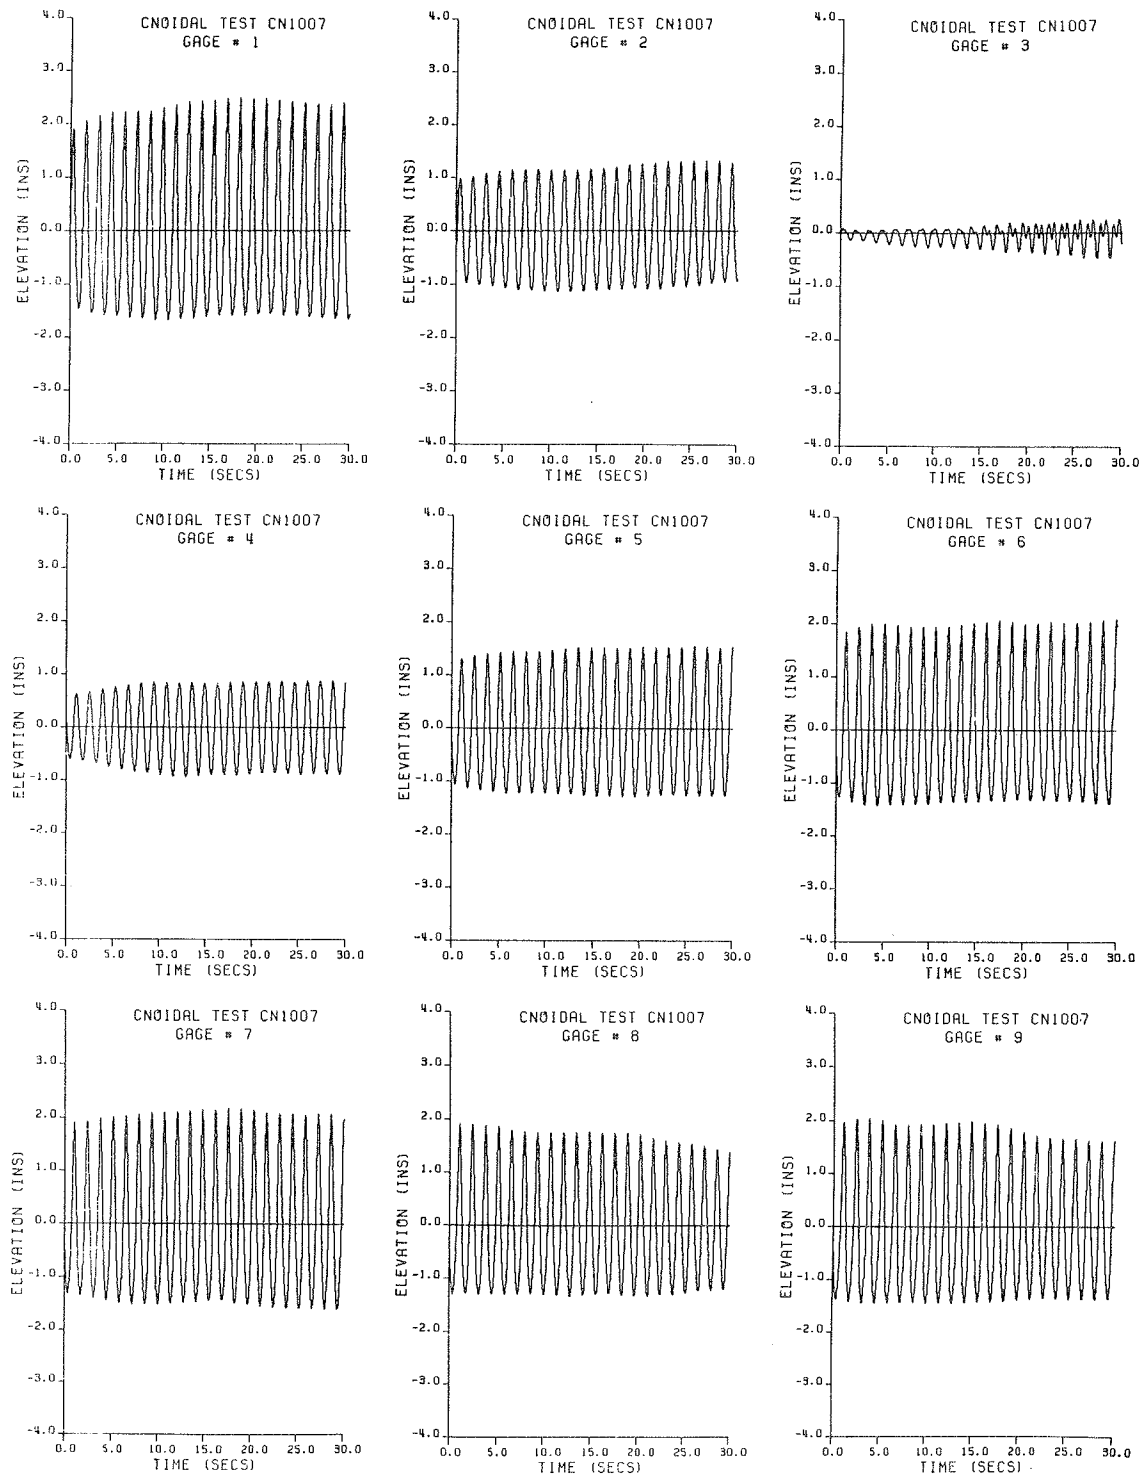 CNOIDAL TEST CN1007
GAGE # 1
4.0
3.0
2.0
1.0
0.0
-1.0
-2.0
-3.0
-4.0
ELEVATION (INS)
0.0 5.0 10.0 15.0 20.0 25.0 30.0
TIME (SECS)
CNOIDAL TEST CN1007
GAGE # 2
4.0
3.0
2.0
1.0
0.0
-1.0
-2.0
-3.0
-4.0
ELEVATION (INS)
0.0 5.0 10.0 15.0 20.0 25.0 30.0
TIME (SECS)
CNOIDAL TEST CN1007
GAGE # 3
4.0
3.0
2.0
1.0
0.0
-1.0
-2.0
-3.0
-4.0
ELEVATION (INS)
0.0 5.0 10.0 15.0 20.0 25.0 30.0
TIME (SECS)
CNOIDAL TEST CN1007
GAGE # 4
4.0
3.0
2.0
1.0
0.0
-1.0
-2.0
-3.0
-4.0
ELEVATION (INS)
0.0 5.0 10.0 15.0 20.0 25.0 30.0
TIME (SECS)
CNOIDAL TEST CN1007
GAGE # 5
4.0
3.0
2.0
1.0
0.0
-1.0
-2.0
-3.0
-4.0
ELEVATION (INS)
0.0 5.0 10.0 15.0 20.0 25.0 30.0
TIME (SECS)
CNOIDAL TEST CN1007
GAGE # 6
4.0
3.0
2.0
1.0
0.0
-1.0
-2.0
-3.0
-4.0
ELEVATION (INS)
0.0 5.0 10.0 15.0 20.0 25.0 30.0
TIME (SECS)
CNOIDAL TEST CN1007
GAGE # 7
4.0
3.0
2.0
1.0
0.0
-1.0
-2.0
-3.0
-4.0
ELEVATION (INS)
0.0 5.0 10.0 15.0 20.0 25.0 30.0
TIME (SECS)
CNOIDAL TEST CN1007
GAGE # 8
4.0
3.0
2.0
1.0
0.0
-1.0
-2.0
-3.0
-4.0
ELEVATION (INS)
0.0 5.0 10.0 15.0 20.0 25.0 30.0
TIME (SECS)
CNOIDAL TEST CN1007
GAGE # 9
4.0
3.0
2.0
1.0
0.0
-1.0
-2.0
-3.0
-4.0
ELEVATION (INS)
0.0 5.0 10.0 15.0 20.0 25.0 30.0
TIME (SECS)